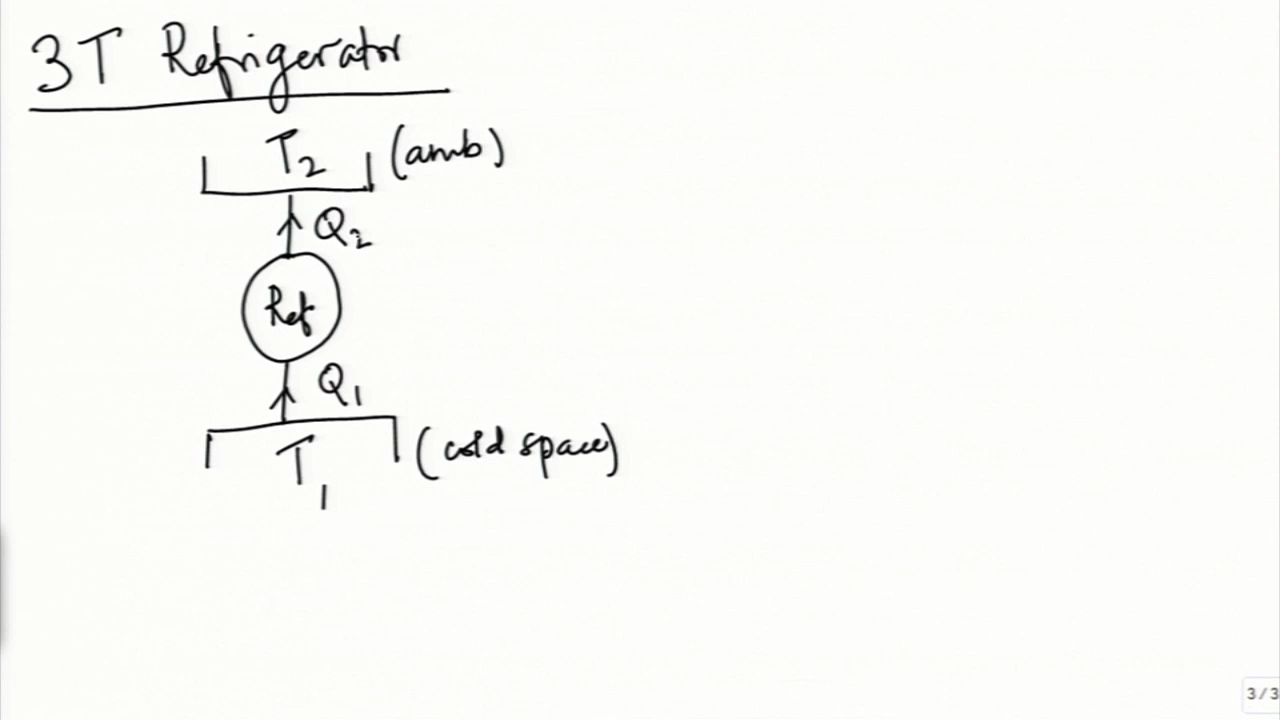 3T Refrigerator
T₂ (amb)
Q₂
Ref
Q₁
T₁ (cold space)
3/3